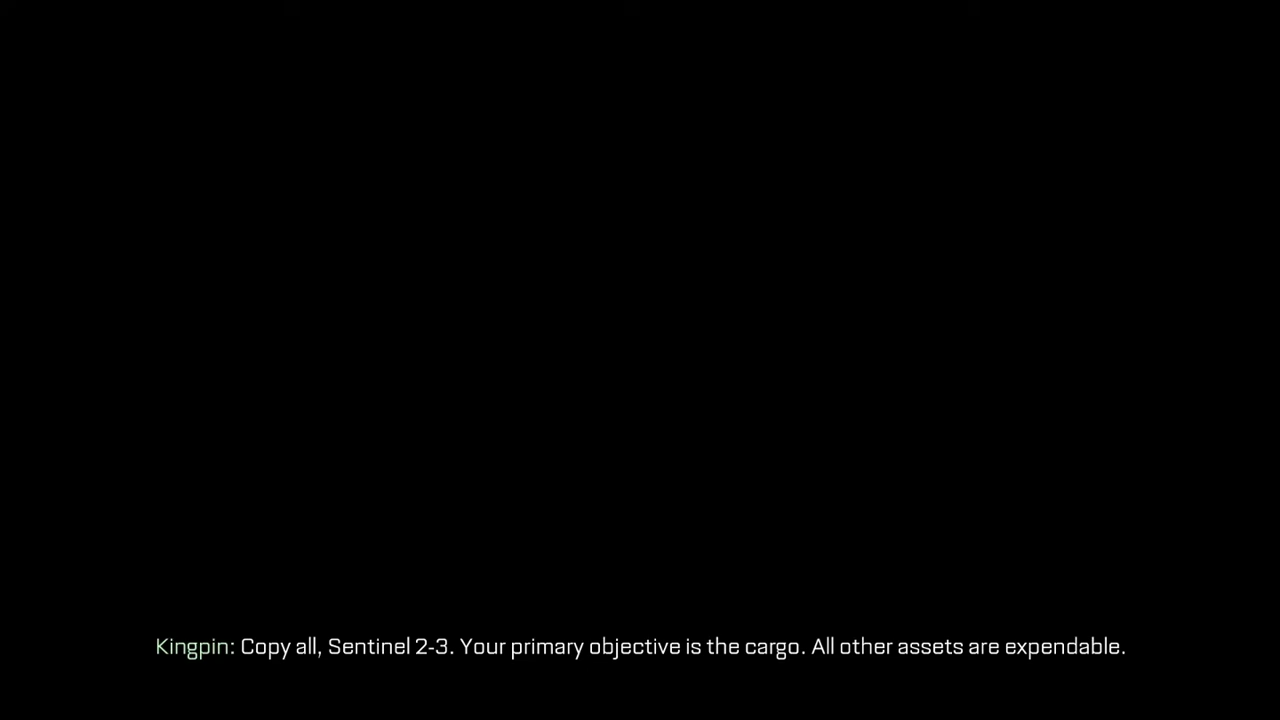 Kingpin: Copy all, Sentinel 2-3. Your primary objective is the cargo. All other assets are expendable.